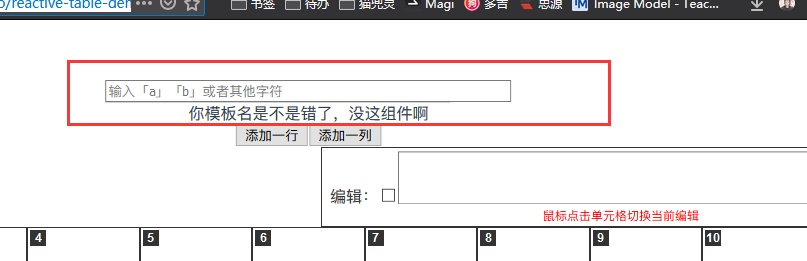 o/reactive-table-den
书签 待办 猫咒灵 Magi 多吉 思源 Image Model - Teac...
输入「a」「b」或者其他字符
你模板名是不是错了，没这组件啊
添加一行 添加一列
编辑：
鼠标点击单元格切换当前编辑
4 5 6 7 8 9 10